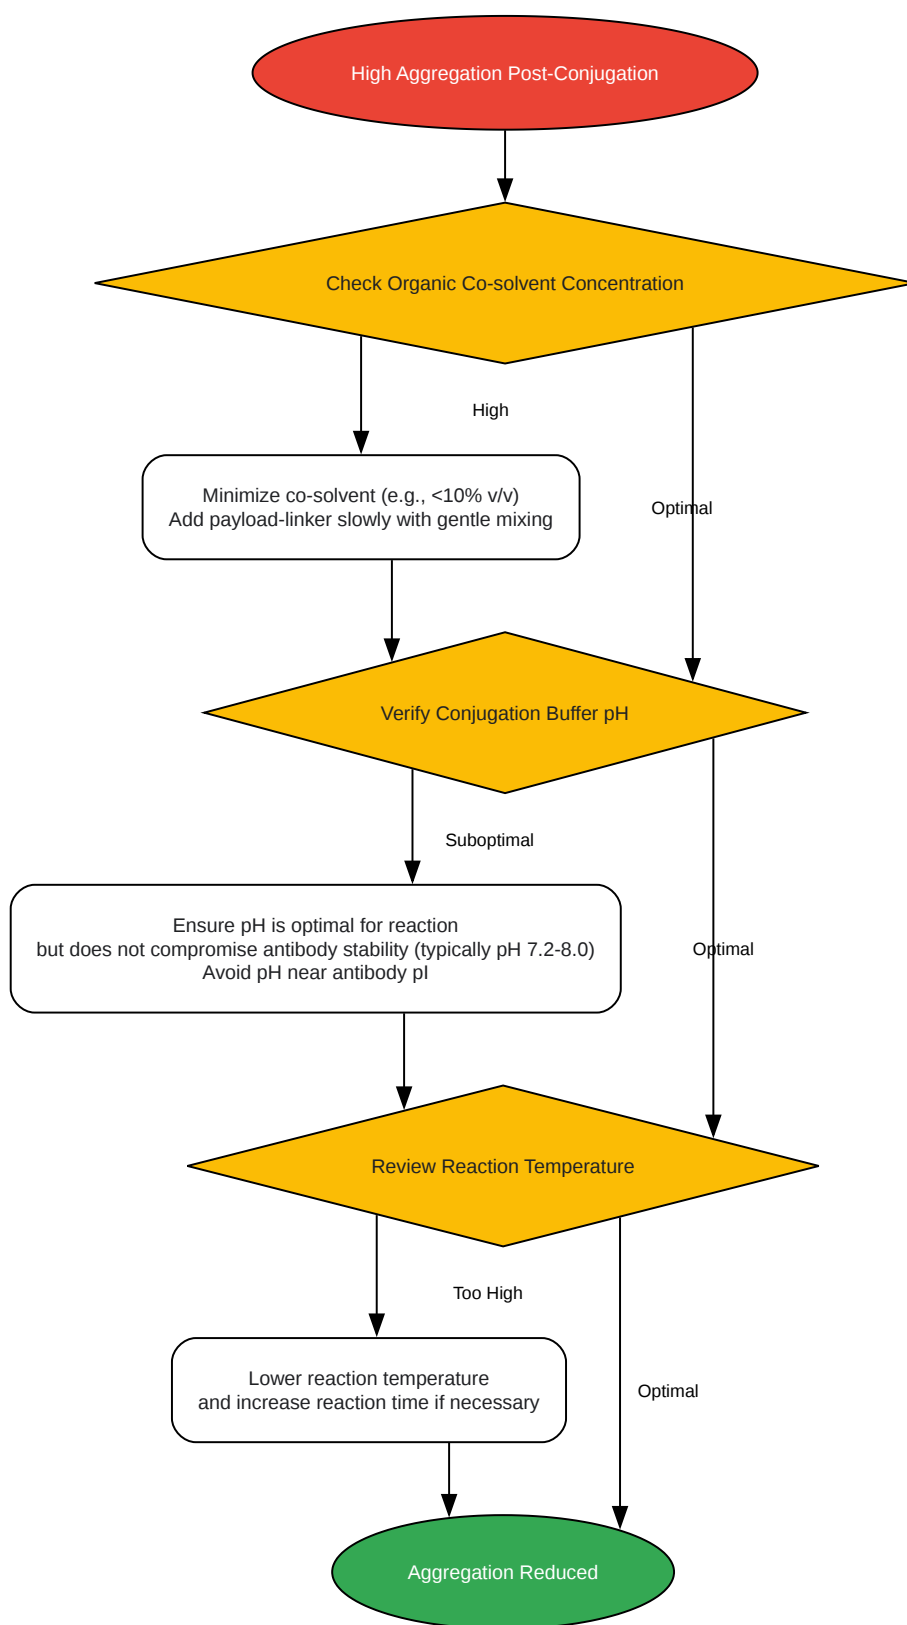 High Aggregation Post-Conjugation
Check Organic Co-solvent Concentration
High
Minimize co-solvent (e.g., <10% v/v)
Add payload-linker slowly with gentle mixing
Optimal
Verify Conjugation Buffer pH
Suboptimal
Ensure pH is optimal for reaction
but does not compromise antibody stability (typically pH 7.2-8.0)
Avoid pH near antibody pI
Optimal
Review Reaction Temperature
Too High
Lower reaction temperature
and increase reaction time if necessary
Optimal
Aggregation Reduced